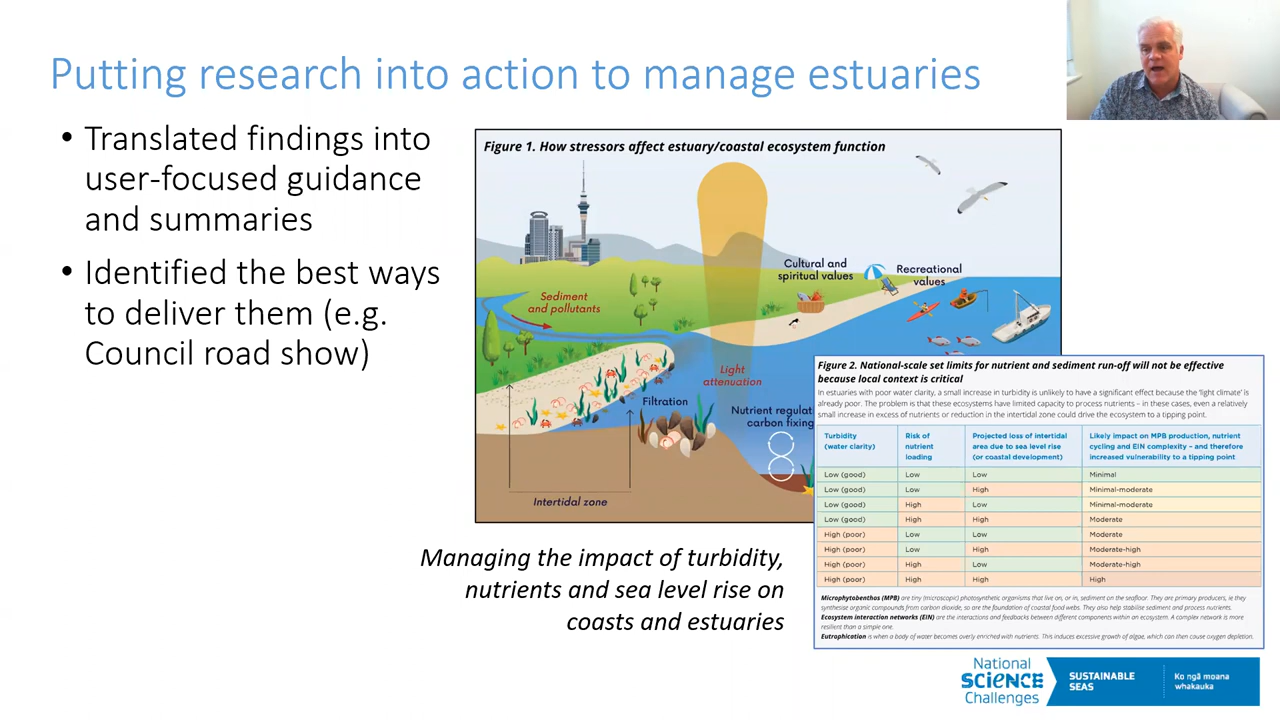 Putting research into action to manage estuaries
• Translated findings into
user-focused guidance
and summaries
• Identified the best ways
to deliver them (e.g.
Council road show)
Figure 1. How stressors affect estuary/coastal ecosystem function
Cultural and
spiritual values
Recreational
values
Sediment
and pollutants
Light
attenuation
Filtration
Nutrient regulat
carbon fixing
Intertidal zone
Managing the impact of turbidity,
nutrients and sea level rise on
coasts and estuaries
Figure 2. National-scale set limits for nutrient and sediment run-off will not be effective
because local context is critical
In estuaries with poor water clarity, a small increase in turbidity is unlikely to have a significant effect because the 'light climate' is
already poor. The problem is that these ecosystems have limited capacity to process nutrients – in these cases, even a relatively
small increase in excess of nutrients or reduction in the intertidal zone could drive the ecosystem to a tipping point.
Turbidity
(water clarity)
Risk of
nutrient
loading
Projected loss of intertidal
area due to sea level rise
(or coastal development)
Likely impact on MPB production, nutrient
cycling and EIN complexity – and therefore
increased vulnerability to a tipping point
Low (good) Low Low Minimal
Low (good) Low High Minimal-moderate
Low (good) High Low Minimal-moderate
Low (good) High High Moderate
High (poor) Low Low Moderate
High (poor) Low High Moderate-high
High (poor) High Low Moderate-high
High (poor) High High High
Microphytobenthos (MPB) are tiny (microscopic) photosynthetic organisms that live on, or in, sediment on the seafloor. They are primary producers, ie they
synthesise organic compounds from carbon dioxide, so are the foundation of coastal food webs. They also help stabilise sediment and process nutrients.
Ecosystem interaction networks (EIN) are the interactions and feedbacks between different components within an ecosystem. A complex network is more
resilient than a simple one.
Eutrophication is when a body of water becomes overly enriched with nutrients. This induces excessive growth of algae, which can then cause oxygen depletion.
National
SCIENCE
Challenges
SUSTAINABLE
SEAS
Ko ngā moana
whakauka